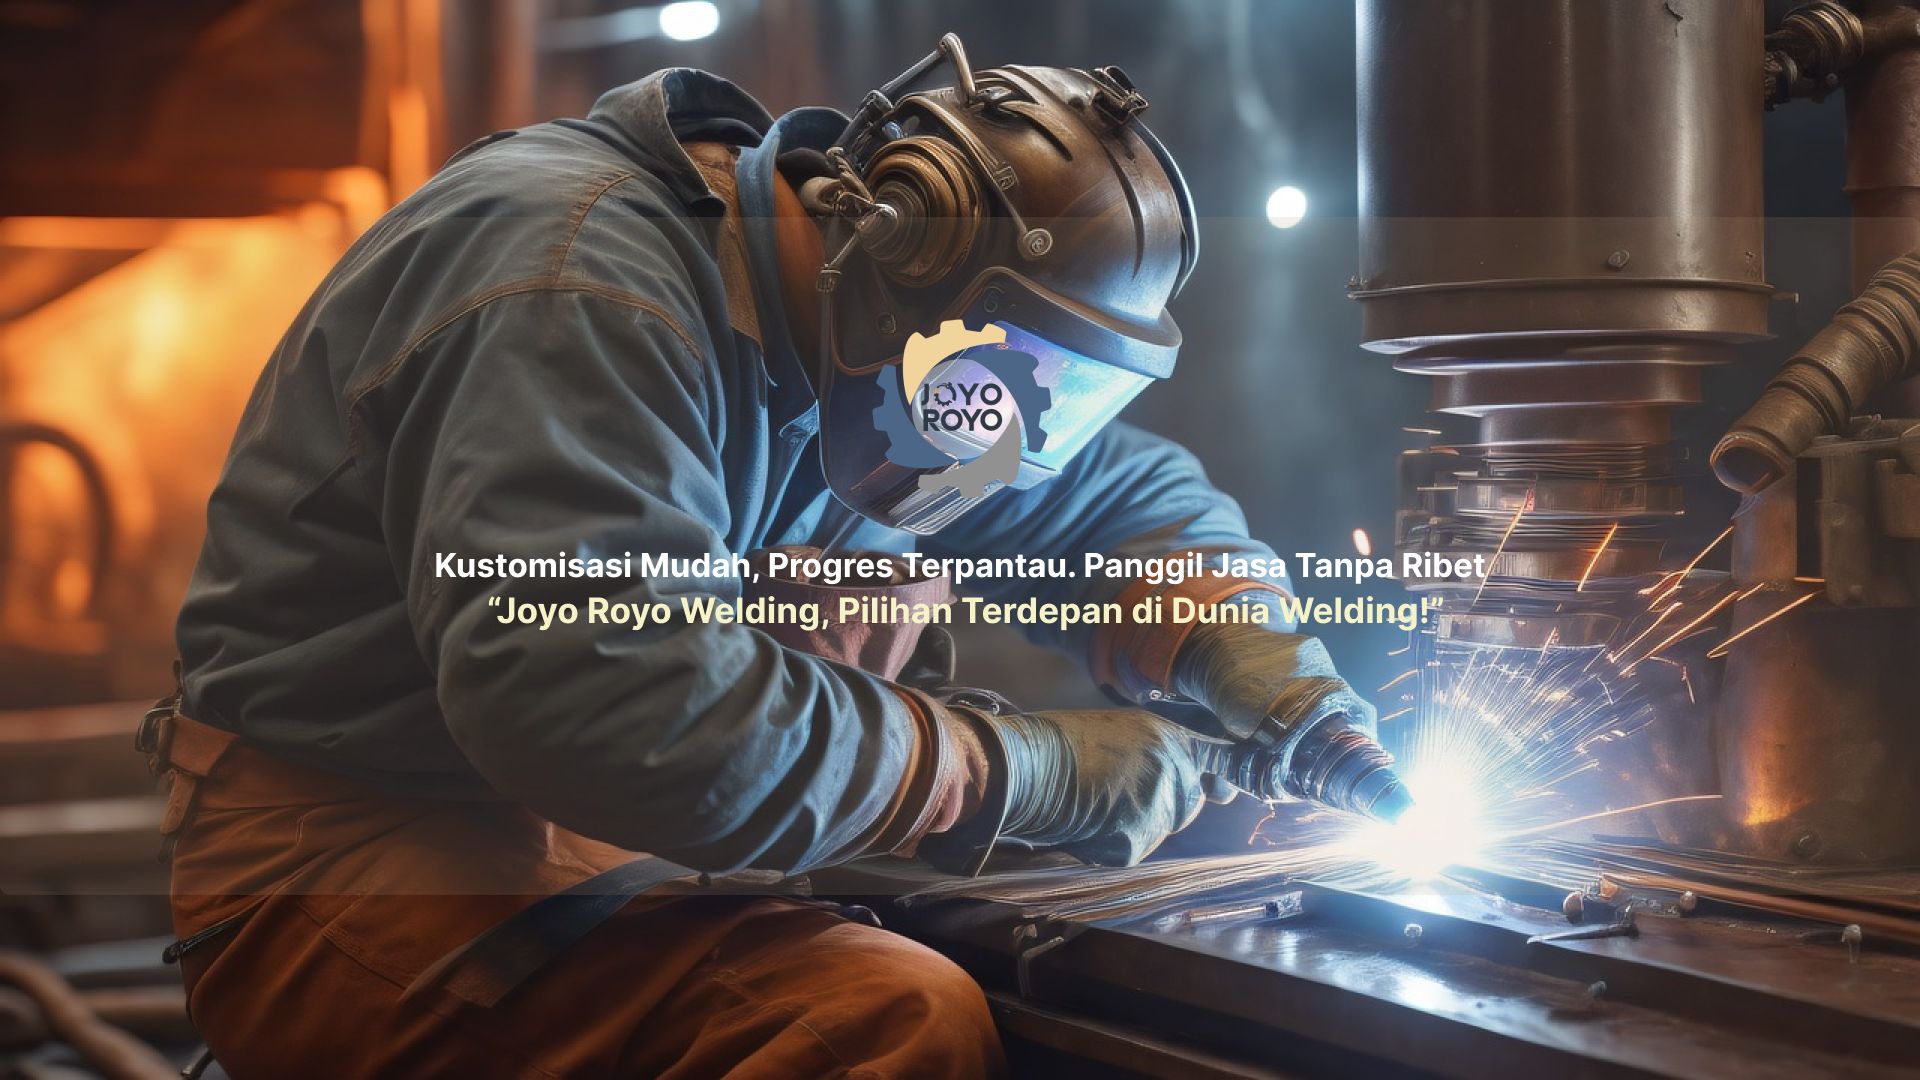 JOYO
ROYO
Kustomisasi Mudah, Progres Terpantau. Panggil Jasa Tanpa Ribet
“Joyo Royo Welding, Pilihan Terdepan di Dunia Welding!”